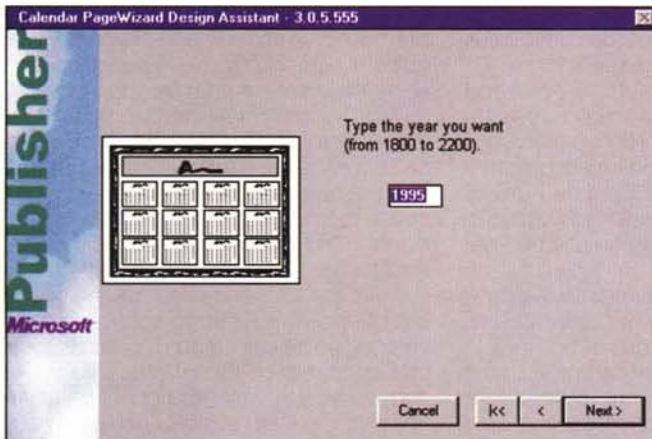 Calendar PageWizard Design Assistant - 3.0.5.555
Publisher
Microsoft
Type the year you want
(from 1800 to 2200).
1995
Cancel |<< < Next >